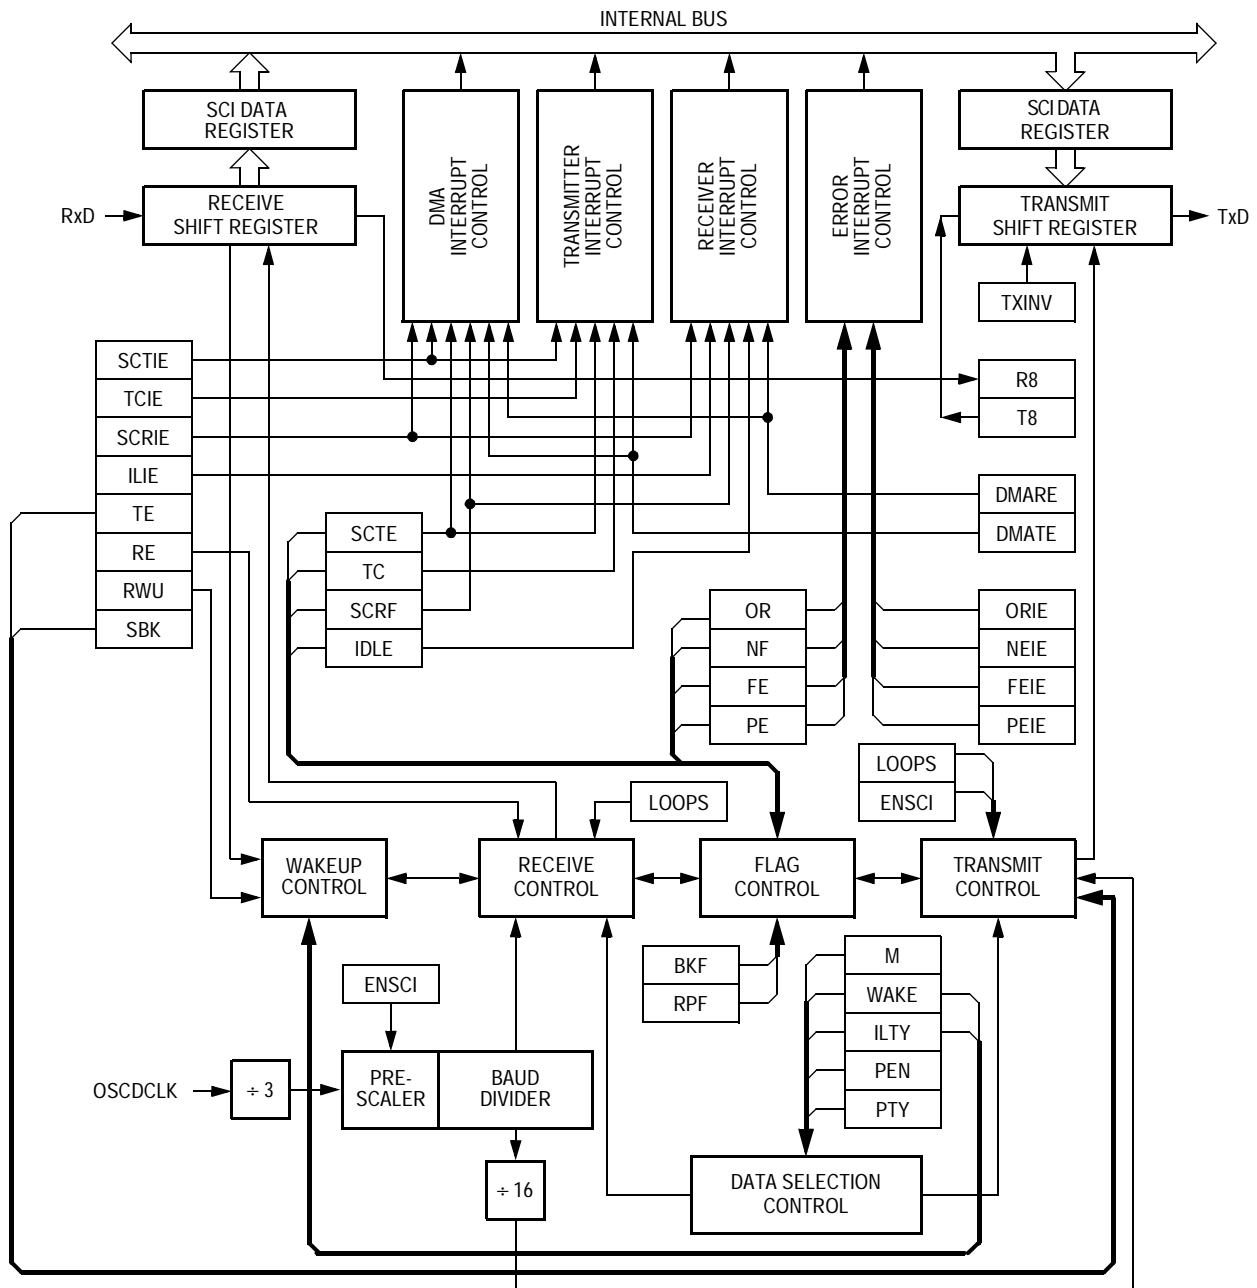 INTERNAL BUS
SCI DATA
REGISTER
DMA
INTERRUPT
CONTROL
TRANSMITTER
INTERRUPT
CONTROL
RECEIVER
INTERRUPT
CONTROL
ERROR
INTERRUPT
CONTROL
SCI DATA
REGISTER
RxD
RECEIVE
SHIFT REGISTER
TRANSMIT
SHIFT REGISTER
TxD
TXINV
SCTIE
TCIE
SCRIE
ILIE
TE
RE
RWU
SBK
R8
T8
DMARE
DMATE
SCTE
TC
SCRF
IDLE
OR
NF
FE
PE
ORIE
NEIE
FEIE
PEIE
LOOPS
ENSCI
LOOPS
WAKEUP
CONTROL
RECEIVE
CONTROL
FLAG
CONTROL
TRANSMIT
CONTROL
BKF
RPF
M
WAKE
ILTY
PEN
PTY
ENSCI
OSCDCLK
÷ 3
PRE-
SCALER
BAUD
DIVIDER
÷ 16
DATA SELECTION
CONTROL